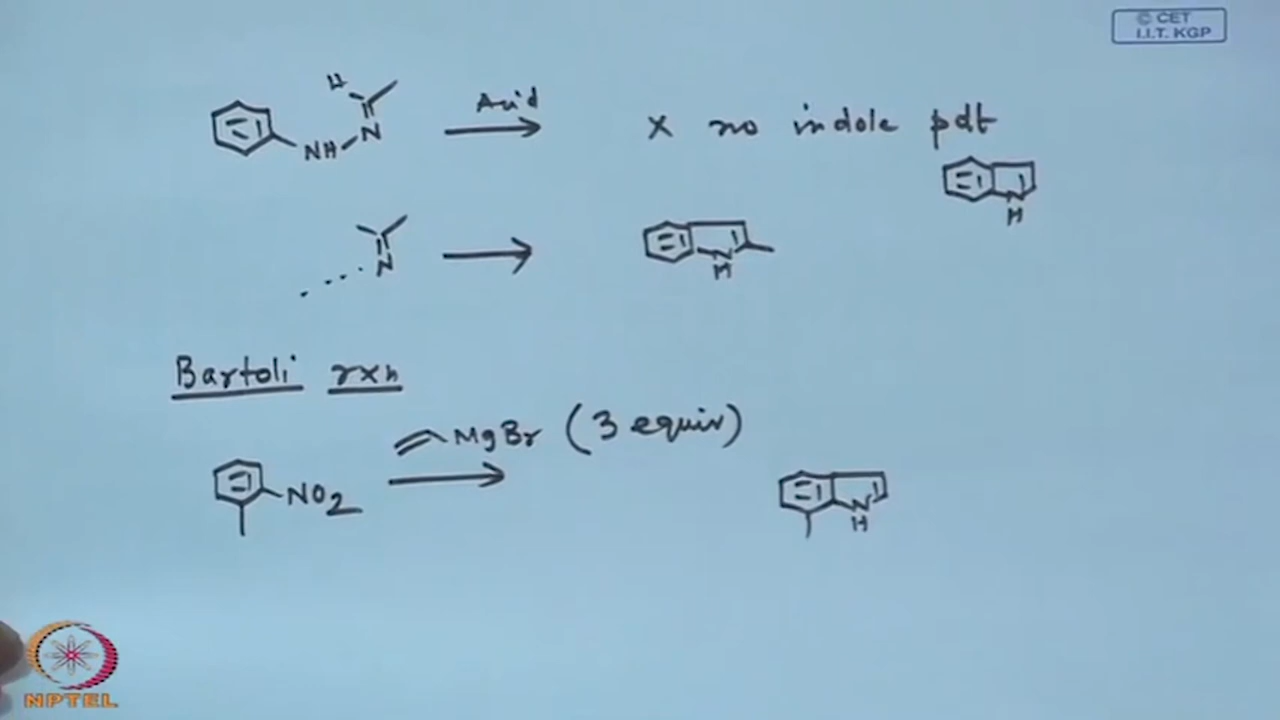 © CET
I.I.T. KGP
H
Acid
NH N
X no indole pdt
N
H
N
N
H
Bartoli rxn
MgBr (3 equiv)
NO2
N
H
NPTEL